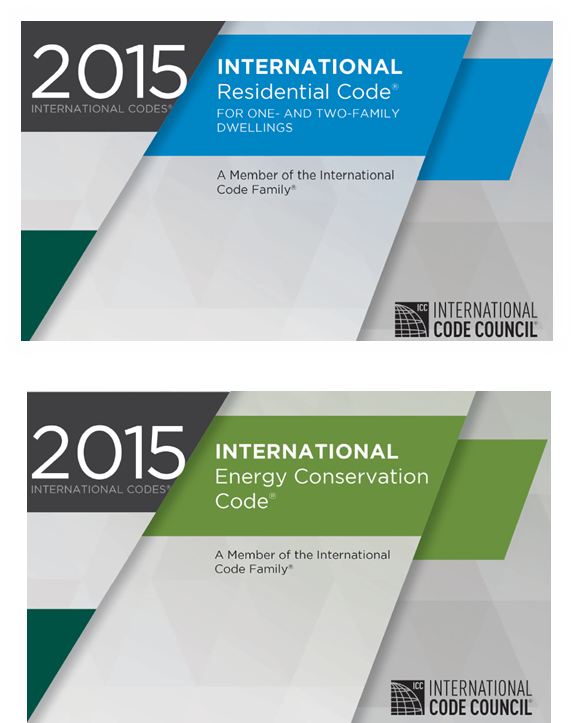 2015
INTERNATIONAL CODES®
INTERNATIONAL
Residential Code®
FOR ONE- AND TWO-FAMILY
DWELLINGS
A Member of the International
Code Family®
ICC
INTERNATIONAL
CODE COUNCIL®
2015
INTERNATIONAL CODES®
INTERNATIONAL
Energy Conservation
Code®
A Member of the International
Code Family®
ICC
INTERNATIONAL
CODE COUNCIL®